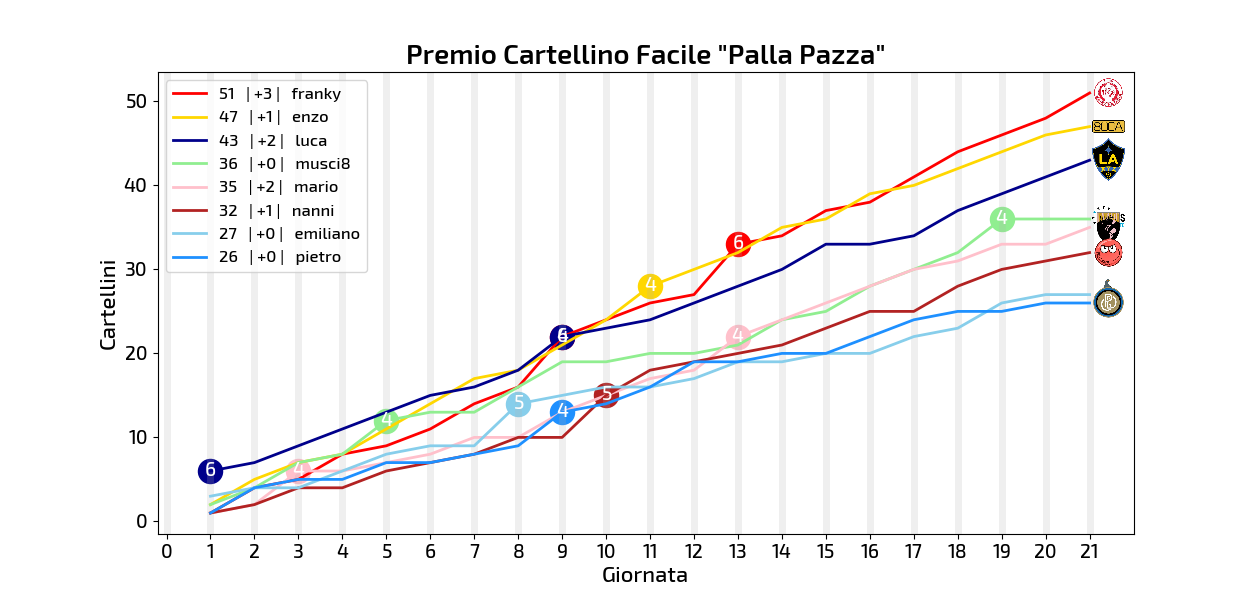 Premio Cartellino Facile "Palla Pazza"
51 | +3 | franky
47 | +1 | enzo
43 | +2 | luca
36 | +0 | musci8
35 | +2 | mario
32 | +1 | nanni
27 | +0 | emiliano
26 | +0 | pietro
Cartellini
50
40
30
20
10
0
6
4
4
5
4
6
5
4
6
4
4
SUCA
LA
0 1 2 3 4 5 6 7 8 9 10 11 12 13 14 15 16 17 18 19 20 21
Giornata